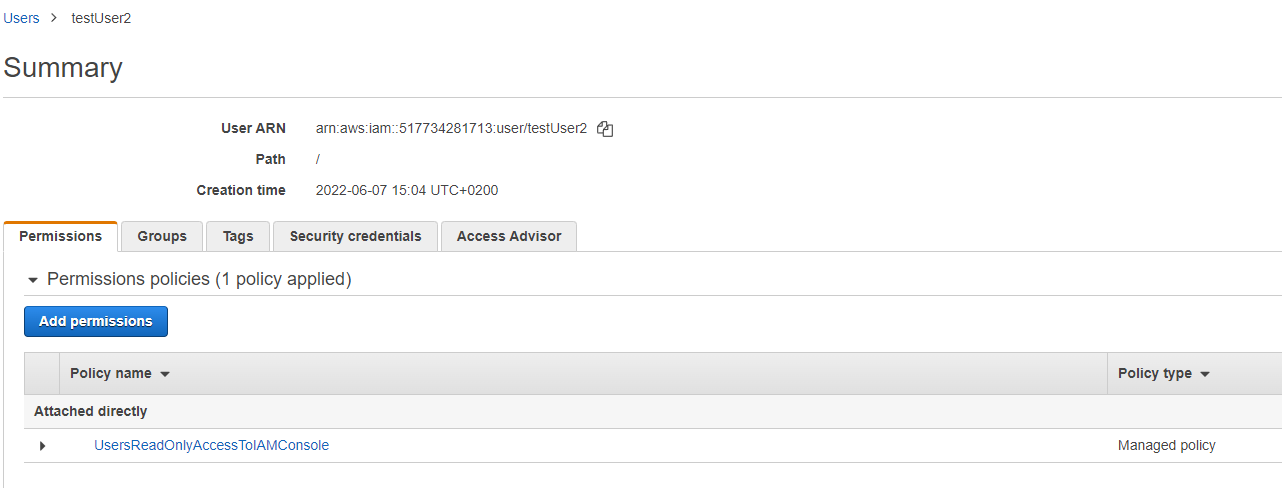 Users > testUser2
Summary
User ARN arn:aws:iam::517734281713:user/testUser2
Path /
Creation time 2022-06-07 15:04 UTC+0200
Permissions Groups Tags Security credentials Access Advisor
Permissions policies (1 policy applied)
Add permissions
Policy name Policy type
Attached directly
UsersReadOnlyAccessToIAMConsole Managed policy